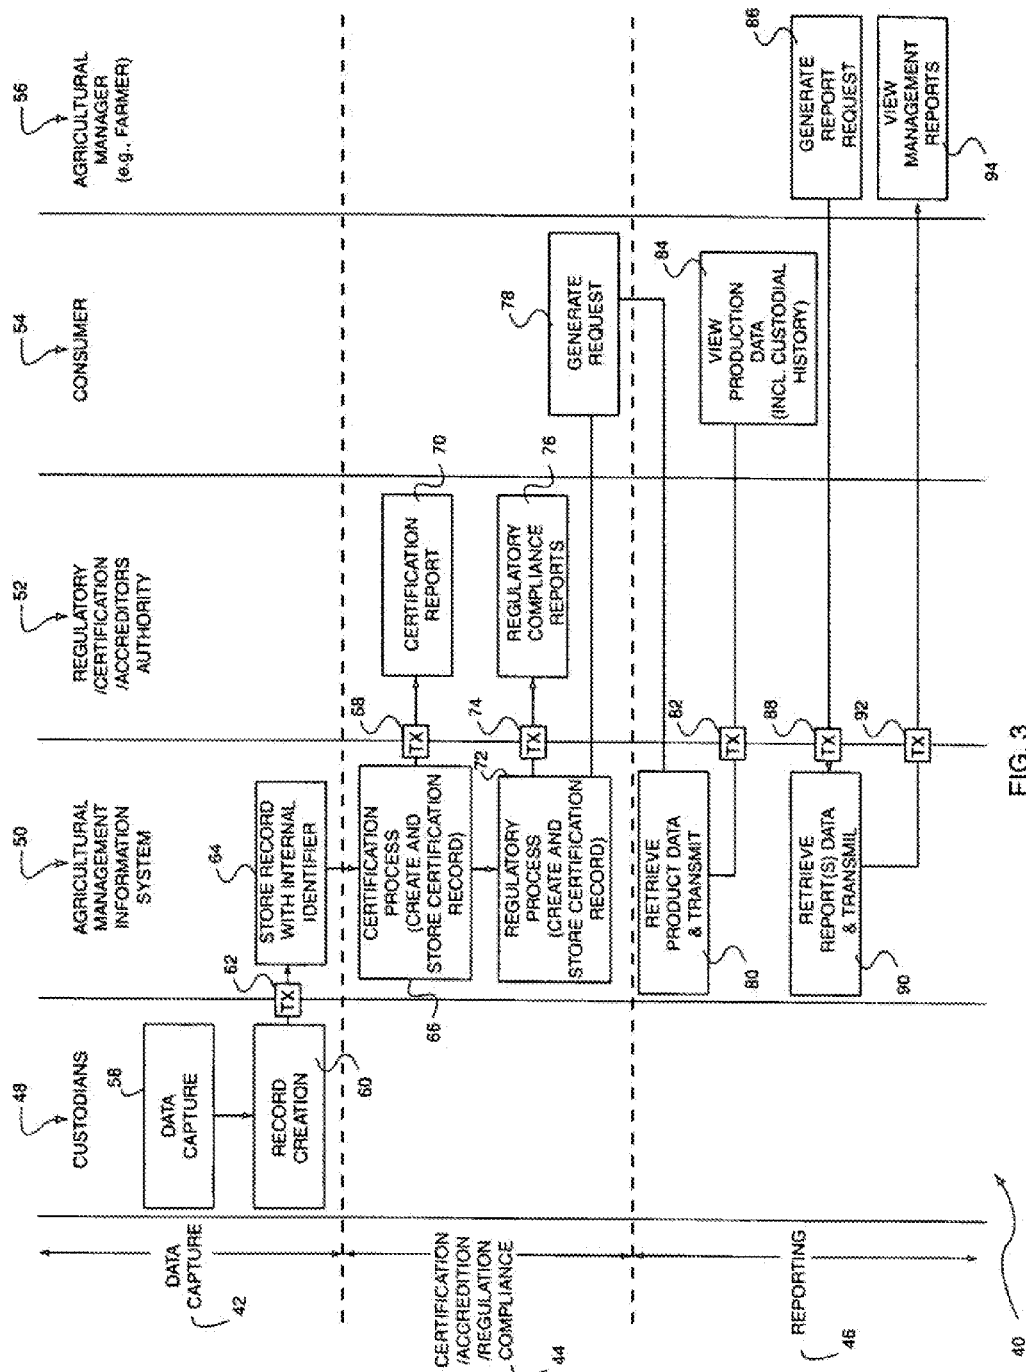 48
CUSTODIANS
50
AGRICULTURAL
MANAGEMENT
INFORMATION
SYSTEM
52
REGULATORY
/CERTIFICATION
/ACCREDITORS
AUTHORITY
54
CONSUMER
56
AGRICULTURAL
MANAGER
(e.g., FARMER)
DATA
CAPTURE
42
58
DATA
CAPTURE
RECORD
CREATION
60
62
TX
64
STORE RECORD
WITH INTERNAL
IDENTIFIER
CERTIFICATION
/ACCREDITION
/REGULATION
COMPLIANCE
44
CERTIFICATION
PROCESS
(CREATE AND
STORE CERTIFICATION
RECORD)
66
68
TX
CERTIFICATION
REPORT
70
72
REGULATORY
PROCESS
(CREATE AND
STORE CERTIFICATION
RECORD)
74
TX
REGULATORY
COMPLIANCE
REPORTS
76
78
GENERATE
REQUEST
REPORTING
46
RETRIEVE
PRODUCT DATA
& TRANSMIT
80
82
TX
84
VIEW
PRODUCTION
DATA
(INCL. CUSTODIAL
HISTORY)
86
GENERATE
REPORT
REQUEST
88
TX
RETRIEVE
REPORT(S) DATA
& TRANSMIL
90
92
TX
VIEW
MANAGEMENT
REPORTS
94
40
FIG. 3